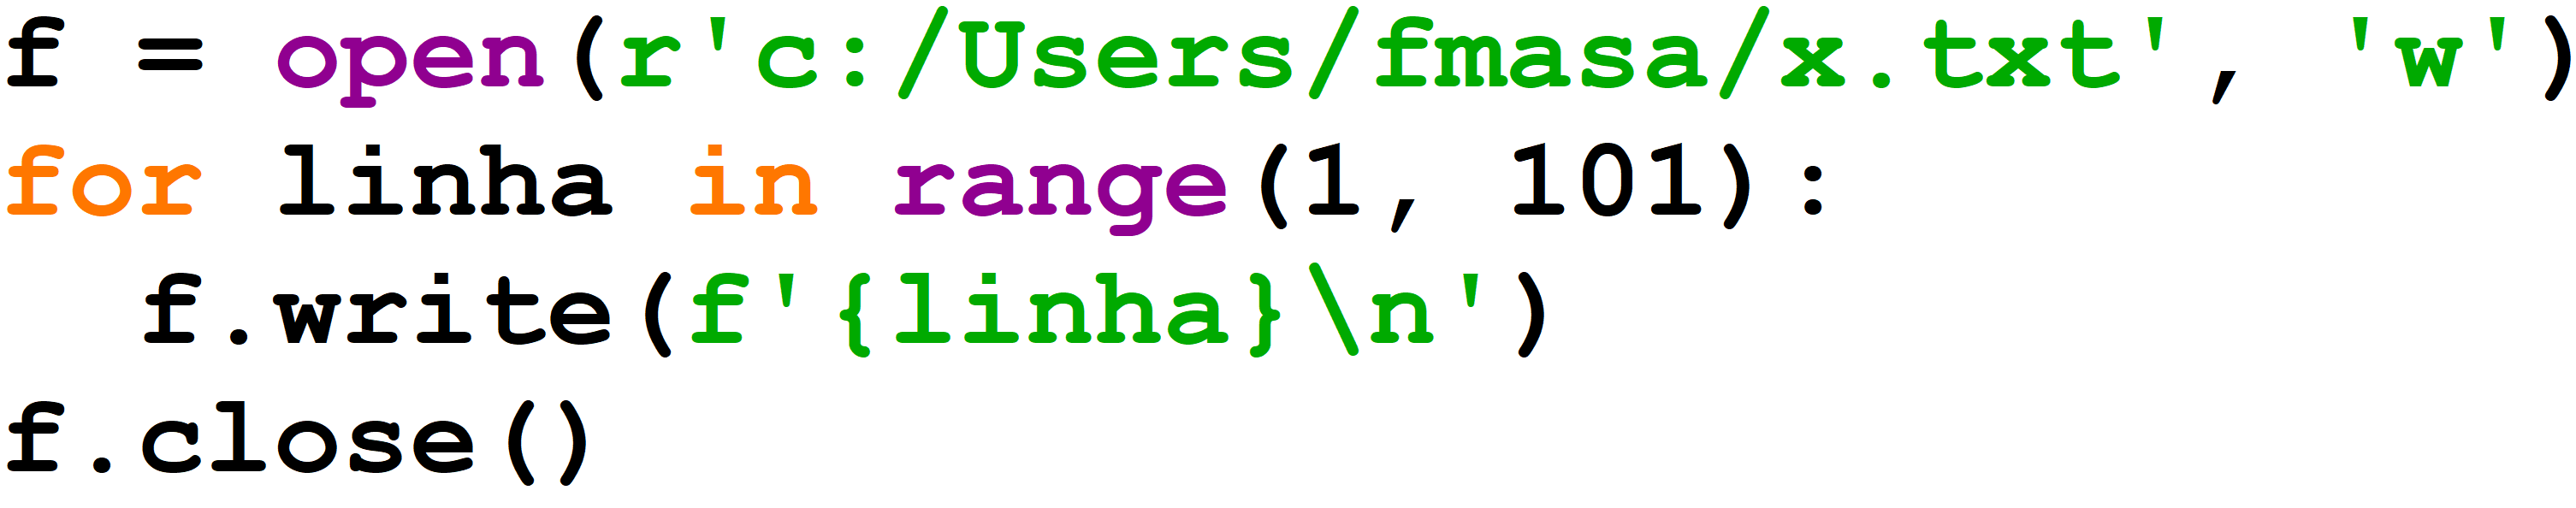 f = open(r'c:/Users/fmasa/x.txt', 'w')
for linha in range(1, 101):
  f.write(f'{linha}\n')
f.close()